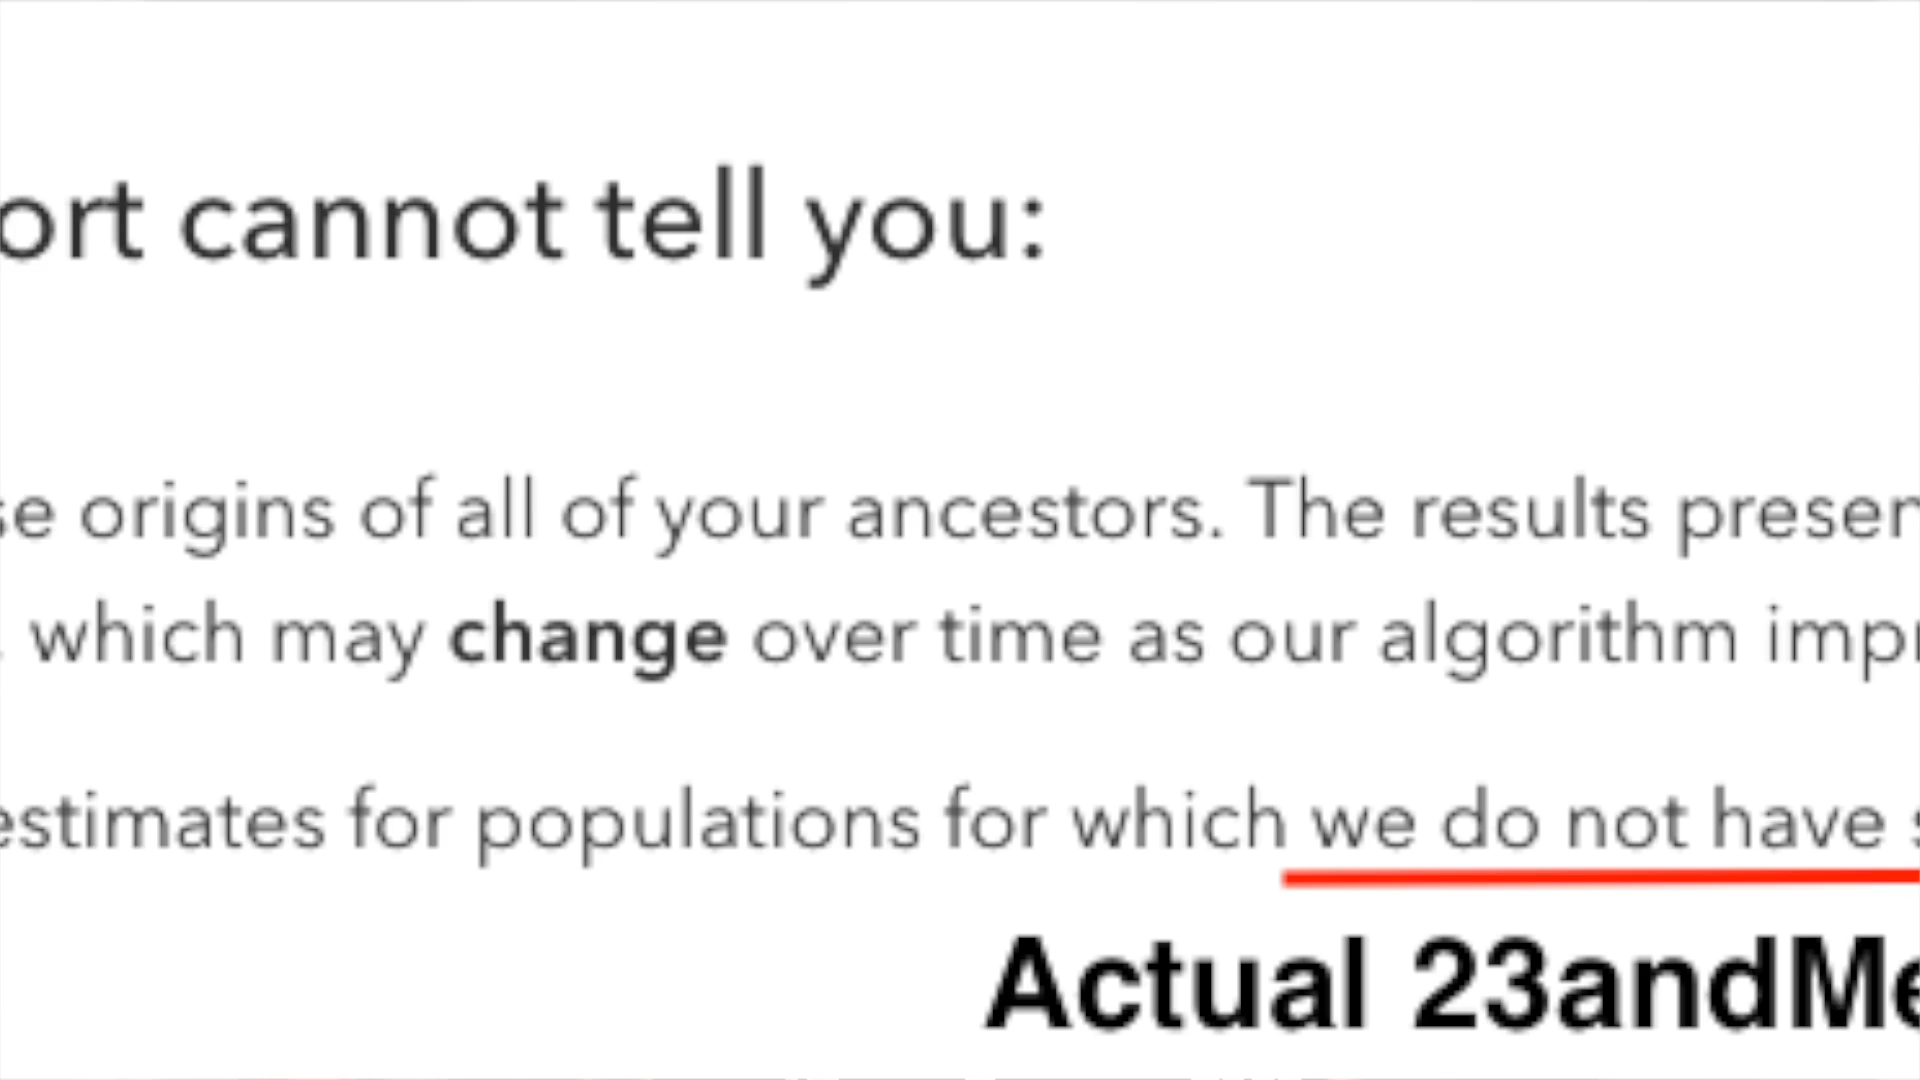 ort cannot tell you:
se origins of all of your ancestors. The results presen
which may change over time as our algorithm impr
estimates for populations for which we do not have s
Actual 23andMe